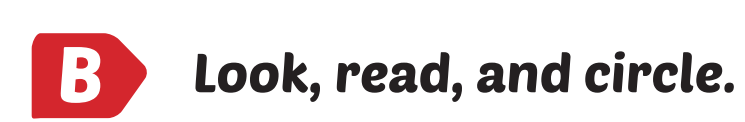 B Look, read, and circle.